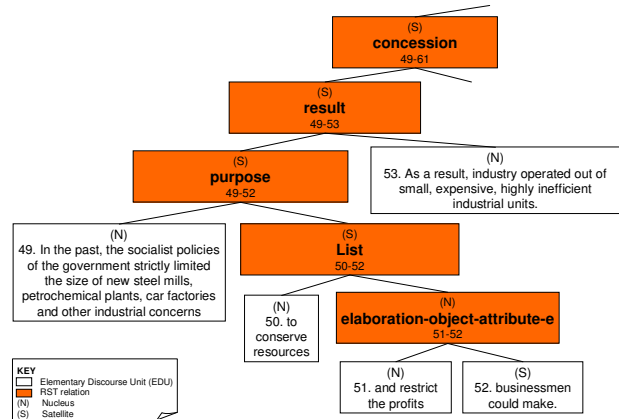 (S)
concession
49-61
(S)
result
49-53
(S)
purpose
49-52
(N)
53. As a result, industry operated out of
small, expensive, highly inefficient
industrial units.
(N)
49. In the past, the socialist policies
of the government strictly limited
the size of new steel mills,
petrochemical plants, car factories
and other industrial concerns
(S)
List
50-52
(N)
50. to
conserve
resources
(N)
elaboration-object-attribute-e
51-52
(N)
51. and restrict
the profits
(S)
52. businessmen
could make.
KEY
Elementary Discourse Unit (EDU)
RST relation
(N) Nucleus
(S) Satellite